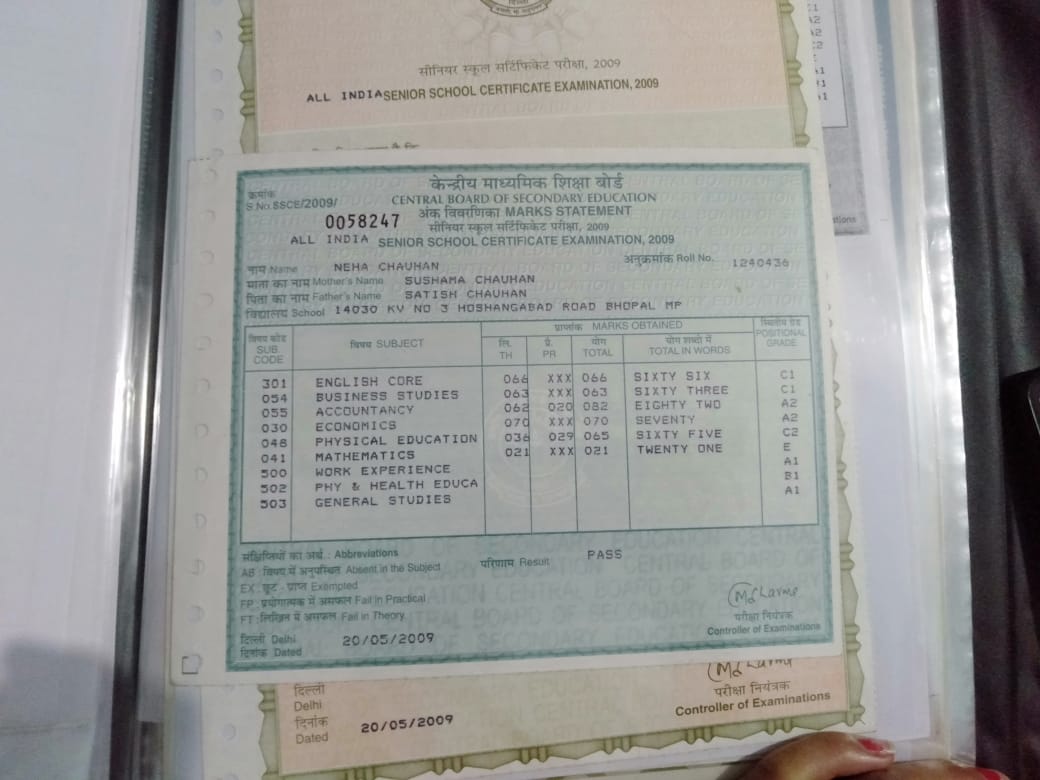 सीनियर स्कूल सर्टिफिकेट परीक्षा, 2009
ALL INDIA SENIOR SCHOOL CERTIFICATE EXAMINATION, 2009
क्रमांक केन्द्रीय माध्यमिक शिक्षा बोर्ड
S.No.SSCE/2009/ CENTRAL BOARD OF SECONDARY EDUCATION
0058247 अंक विवरणिका MARKS STATEMENT
सीनियर स्कूल सर्टिफिकेट परीक्षा, 2009
ALL INDIA SENIOR SCHOOL CERTIFICATE EXAMINATION, 2009
नाम Name NEHA CHAUHAN अनुक्रमांक Roll No. 1240436
माता का नाम Mother's Name SUSHAMA CHAUHAN
पिता का नाम Father's Name SATISH CHAUHAN
विद्यालय School 14030 KV NO 3 HOSHANGABAD ROAD BHOPAL MP
विषय कोड SUB. CODE विषय SUBJECT प्राप्तांक MARKS OBTAINED POSITIONAL GRADE
लि. TH प्रे. PR योग TOTAL योग शब्दों में TOTAL IN WORDS
301 ENGLISH CORE 066 XXX 066 SIXTY SIX C1
054 BUSINESS STUDIES 063 XXX 063 SIXTY THREE C1
055 ACCOUNTANCY 062 020 082 EIGHTY TWO A2
030 ECONOMICS 070 XXX 070 SEVENTY A2
048 PHYSICAL EDUCATION 036 029 065 SIXTY FIVE C2
041 MATHEMATICS 021 XXX 021 TWENTY ONE E
500 WORK EXPERIENCE A1
502 PHY & HEALTH EDUCA B1
503 GENERAL STUDIES A1
संक्षिप्तियों का अर्थ : Abbreviations
AB : विषय में अनुपस्थित Absent in the Subject परिणाम Result PASS
EX : छूट - प्राप्त Exempted
FP : प्रयोगात्मक में असफल Fail in Practical
FT : लिखित में असफल Fail in Theory
दिल्ली Delhi परीक्षा नियंत्रक
दिनांक Dated 20/05/2009 Controller of Examinations
दिल्ली
Delhi परीक्षा नियंत्रक
दिनांक Controller of Examinations
Dated 20/05/2009